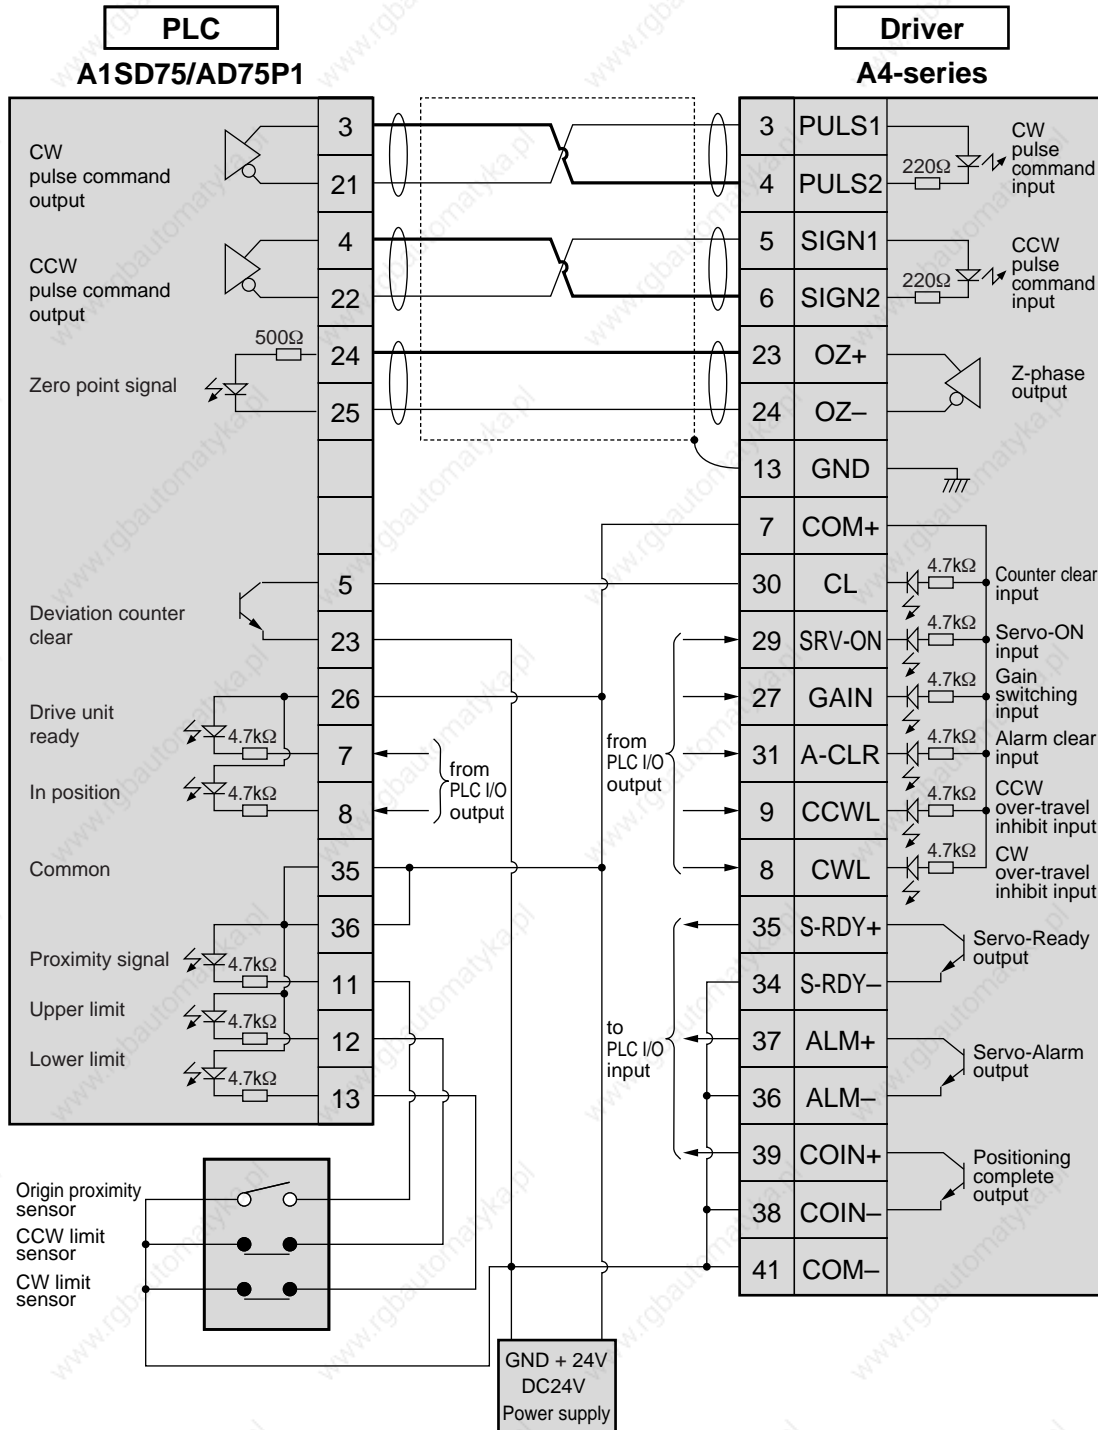 PLC
Driver
A1SD75/AD75P1
A4-series
CW
pulse command
output
3
21
CCW
pulse command
output
4
22
500Ω
24
Zero point signal
25
Deviation counter
clear
5
23
26
Drive unit
ready
4.7kΩ
7
In position
4.7kΩ
8
from
PLC I/O
output
Common
35
36
Proximity signal
4.7kΩ
11
Upper limit
4.7kΩ
12
Lower limit
4.7kΩ
13
Origin proximity
sensor
CCW limit
sensor
CW limit
sensor
GND + 24V
DC24V
Power supply
from
PLC I/O
output
to
PLC I/O
input
3 PULS1
4 PULS2
220Ω
CW
pulse
command
input
5 SIGN1
6 SIGN2
220Ω
CCW
pulse
command
input
23 OZ+
24 OZ–
Z-phase
output
13 GND
7 COM+
30 CL
4.7kΩ
Counter clear
input
29 SRV-ON
4.7kΩ
Servo-ON
input
27 GAIN
4.7kΩ
Gain
switching
input
31 A-CLR
4.7kΩ
Alarm clear
input
9 CCWL
4.7kΩ
CCW
over-travel
inhibit input
8 CWL
4.7kΩ
CW
over-travel
inhibit input
35 S-RDY+
34 S-RDY–
Servo-Ready
output
37 ALM+
36 ALM–
Servo-Alarm
output
39 COIN+
38 COIN–
Positioning
complete
output
41 COM–
www.rgbautomatyka.pl